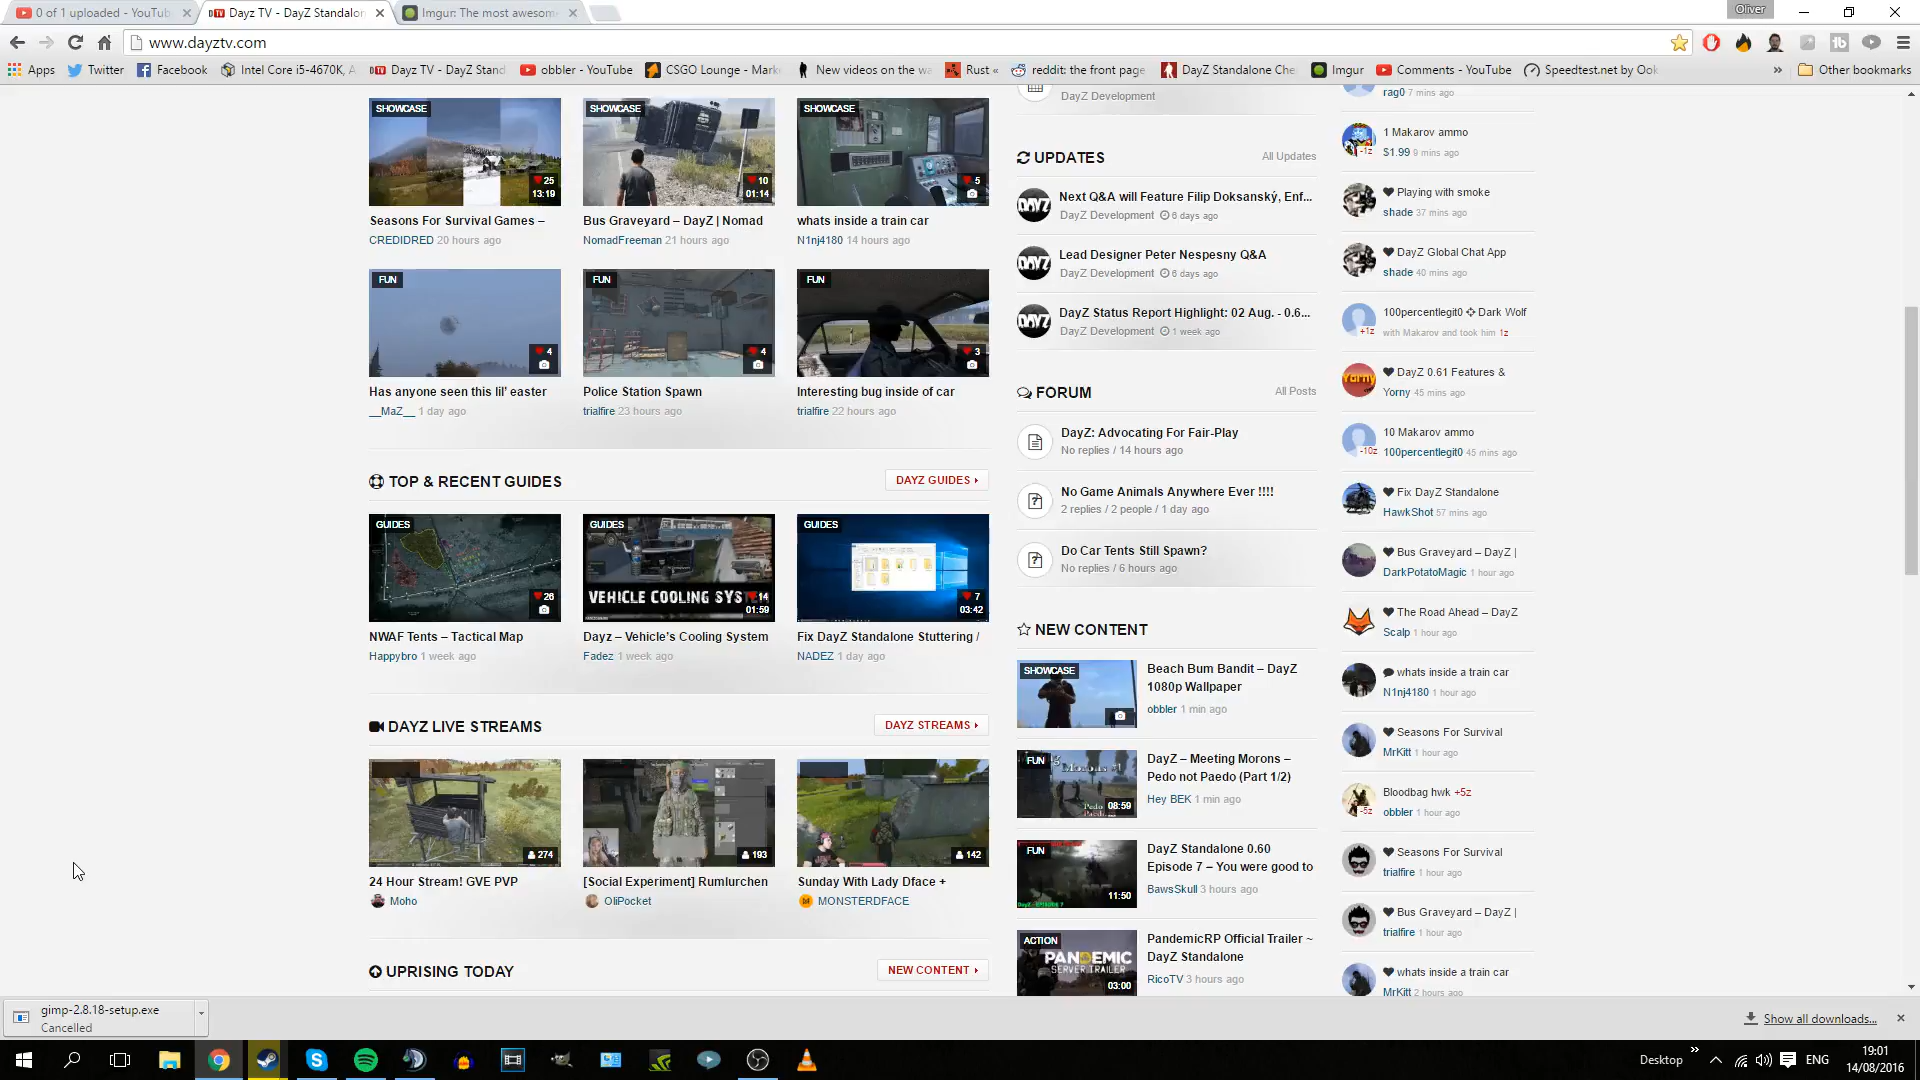 0 of 1 uploaded - YouTub
Dayz TV - DayZ Standalon
Imgur: The most awesom
Oliver
www.dayztv.com
Apps
Twitter
Facebook
Intel Core i5-4670K, A
Dayz TV - DayZ Stand
obbler - YouTube
CSGO Lounge - Mark
New videos on the wa
Rust «
reddit: the front page
DayZ Standalone Che
Imgur
Comments - YouTube
Speedtest.net by Ook
Other bookmarks
SHOWCASE
25
13:19
Seasons For Survival Games –
CREDIDRED 20 hours ago
SHOWCASE
10
01:14
Bus Graveyard – DayZ | Nomad
NomadFreeman 21 hours ago
SHOWCASE
5
whats inside a train car
N1nj4180 14 hours ago
FUN
4
Has anyone seen this lil' easter
__MaZ__ 1 day ago
FUN
4
Police Station Spawn
trialfire 23 hours ago
FUN
3
Interesting bug inside of car
trialfire 22 hours ago
TOP & RECENT GUIDES
DAYZ GUIDES
GUIDES
26
NWAF Tents – Tactical Map
Happybro 1 week ago
GUIDES
VEHICLE COOLING SYSTE
14
01:59
Dayz – Vehicle's Cooling System
Fadez 1 week ago
GUIDES
7
03:42
Fix DayZ Standalone Stuttering /
NADEZ 1 day ago
DAYZ LIVE STREAMS
DAYZ STREAMS
274
24 Hour Stream! GVE PVP
Moho
193
[Social Experiment] Rumlurchen
OliPocket
142
Sunday With Lady Dface +
MONSTERDFACE
UPRISING TODAY
NEW CONTENT
DayZ Development
UPDATES
All Updates
DAYZ
Next Q&A will Feature Filip Doksanský, Enf...
DayZ Development 6 days ago
DAYZ
Lead Designer Peter Nespesny Q&A
DayZ Development 6 days ago
DAYZ
DayZ Status Report Highlight: 02 Aug. - 0.6...
DayZ Development 1 week ago
FORUM
All Posts
DayZ: Advocating For Fair-Play
No replies / 14 hours ago
No Game Animals Anywhere Ever !!!!
2 replies / 2 people / 1 day ago
Do Car Tents Still Spawn?
No replies / 6 hours ago
NEW CONTENT
SHOWCASE
Beach Bum Bandit – DayZ
1080p Wallpaper
obbler 1 min ago
FUN
Morons #1
Pedo
08:59
DayZ – Meeting Morons –
Pedo not Paedo (Part 1/2)
Hey BEK 1 min ago
FUN
11:50
DayZ Standalone 0.60
Episode 7 – You were good to
BawsSkull 3 hours ago
ACTION
PANDEMIC
SERVER TRAILER
03:00
PandemicRP Official Trailer ~
DayZ Standalone
RicoTV 3 hours ago
rag0 7 mins ago
1 Makarov ammo
-1z
$1.99 9 mins ago
Playing with smoke
shade 37 mins ago
DayZ Global Chat App
shade 40 mins ago
100percentlegit0 Dark Wolf
+1z
with Makarov and took him 1z
DayZ 0.61 Features &
Yorny
Yorny 45 mins ago
10 Makarov ammo
-10z
100percentlegit0 45 mins ago
Fix DayZ Standalone
HawkShot 57 mins ago
Bus Graveyard – DayZ |
DarkPotatoMagic 1 hour ago
The Road Ahead – DayZ
Scalp 1 hour ago
whats inside a train car
N1nj4180 1 hour ago
Seasons For Survival
MrKitt 1 hour ago
Bloodbag hwk +5z
-5z
obbler 1 hour ago
Seasons For Survival
trialfire 1 hour ago
Bus Graveyard – DayZ |
trialfire 1 hour ago
whats inside a train car
MrKitt 2 hours ago
gimp-2.8.18-setup.exe
Cancelled
Show all downloads...
Desktop
ENG
19:01
14/08/2016